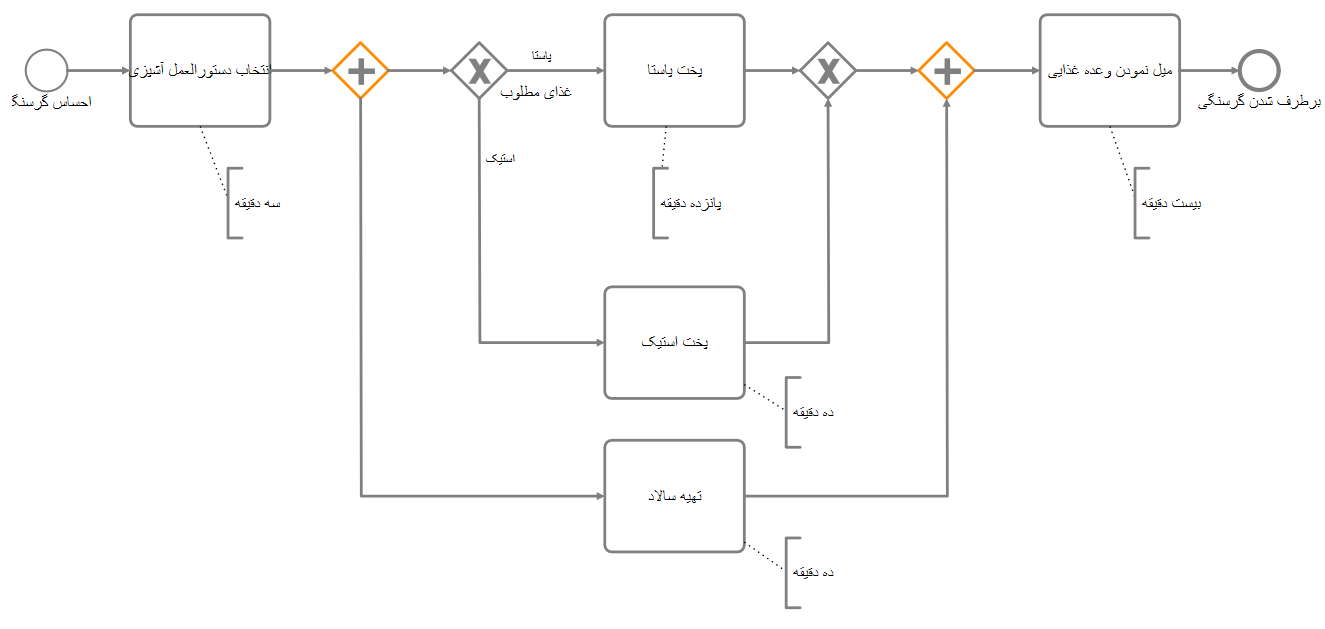 احساس گرسنگ
انتخاب دستورالعمل آشپزی
سه دقیقه
پاستا
غذای مطلوب
استیک
پخت پاستا
پانزده دقیقه
پخت استیک
ده دقیقه
تهیه سالاد
ده دقیقه
میل نمودن وعده غذایی
بیست دقیقه
برطرف شدن گرسنگی